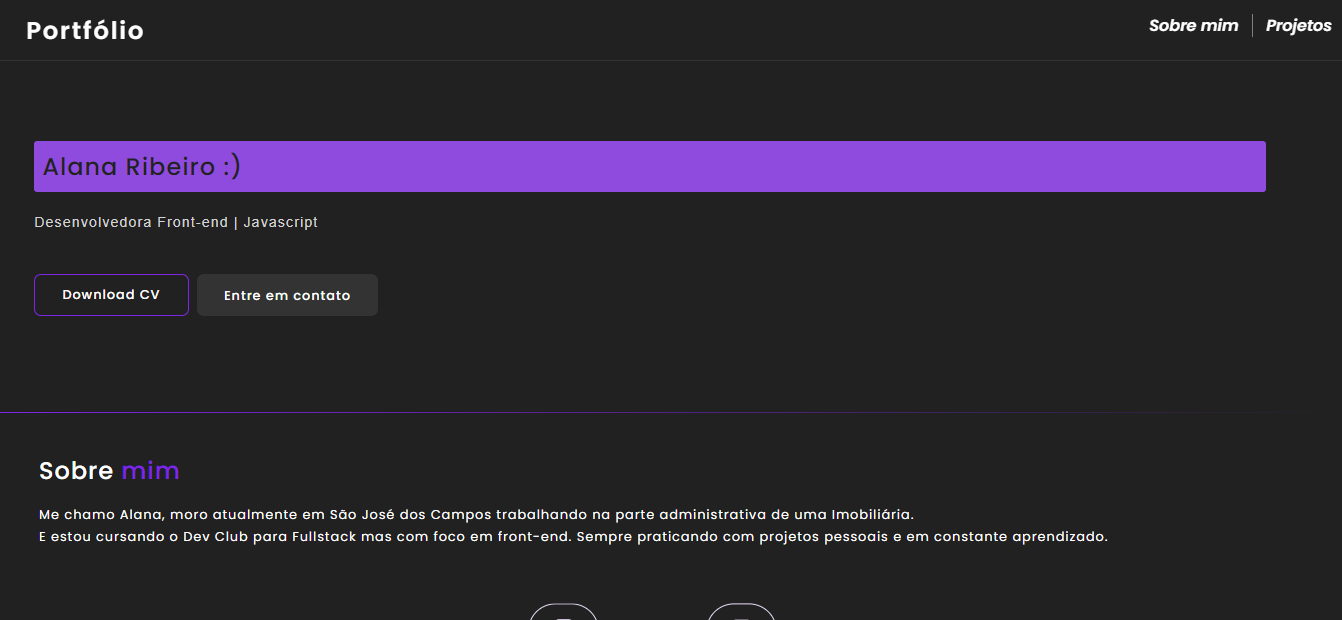 Portfólio
Sobre mim
Projetos
Alana Ribeiro :)
Desenvolvedora Front-end | Javascript
Download CV
Entre em contato
Sobre mim
Me chamo Alana, moro atualmente em São José dos Campos trabalhando na parte administrativa de uma Imobiliária.
E estou cursando o Dev Club para Fullstack mas com foco em front-end. Sempre praticando com projetos pessoais e em constante aprendizado.